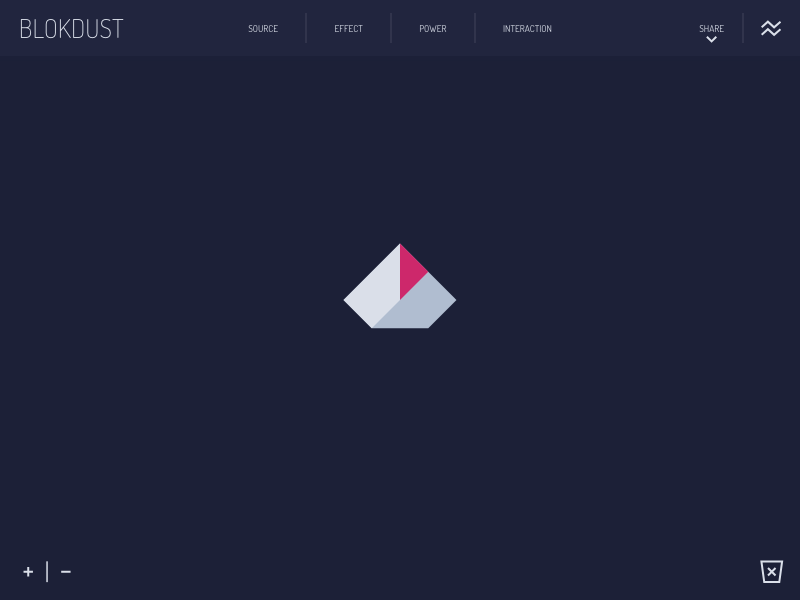 BLOKDUST
SOURCE
EFFECT
POWER
INTERACTION
SHARE